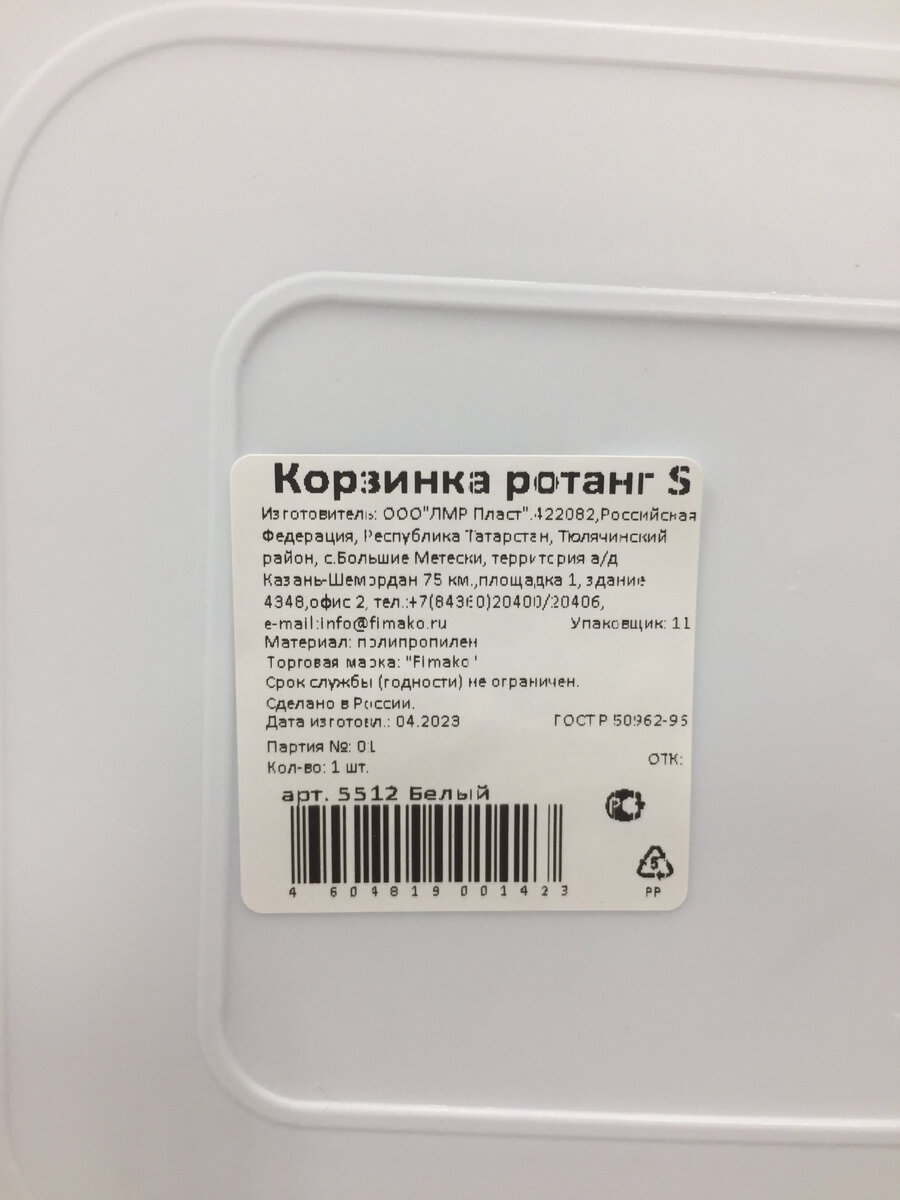 Корзинка ротанг S
Изготовитель: ООО"ЛМР Пласт".422082,Российская
Федерация, Республика Татарстан, Тюлячинский
район, с.Большие Метески, территория а/д
Казань-Шемордан 75 км.,площадка 1, здание
4348,офис 2, тел.:+7(84360)20400/20406,
e-mail:info@fimako.ru Упаковщик: 11
Материал: полипропилен
Торговая марка: "Fimako"
Срок службы (годности) не ограничен.
Сделано в России.
Дата изготовл.: 04.2023 ГОСТ Р 50962-96
Партия №: 01
Кол-во: 1 шт. ОТК:
арт. 5512 Белый
РС
4 604819 001423
5
PP